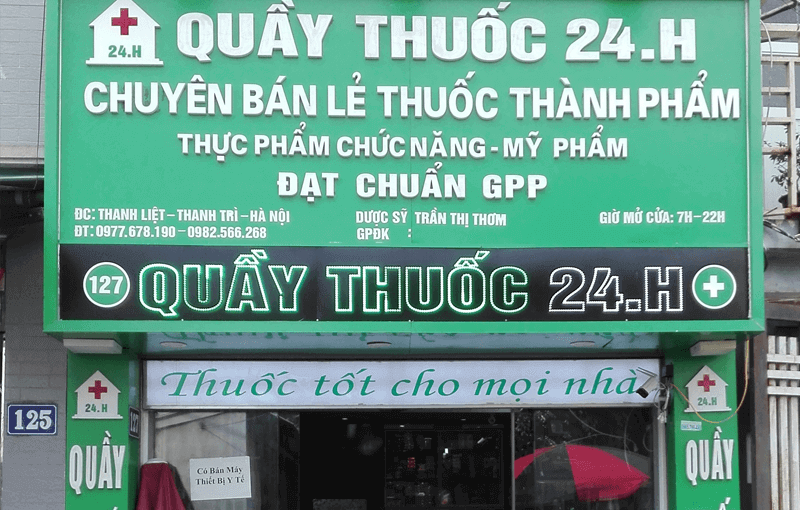 24.H
QUẦY THUỐC 24.H
CHUYÊN BÁN LẺ THUỐC THÀNH PHẨM
THỰC PHẨM CHỨC NĂNG - MỸ PHẨM
ĐẠT CHUẨN GPP
ĐC: THANH LIỆT - THANH TRÌ - HÀ NỘI
ĐT: 0977.678.190 - 0982.566.268
DƯỢC SỸ TRẦN THỊ THƠM
GPĐK :
GIỜ MỞ CỬA: 7H-22H
127 QUẦY THUỐC 24.H
Thuốc tốt cho mọi nhà
24.H
QUẦY
125
127
Có Bán Máy
Thiết Bị Y Tế
24.H
QUẦY